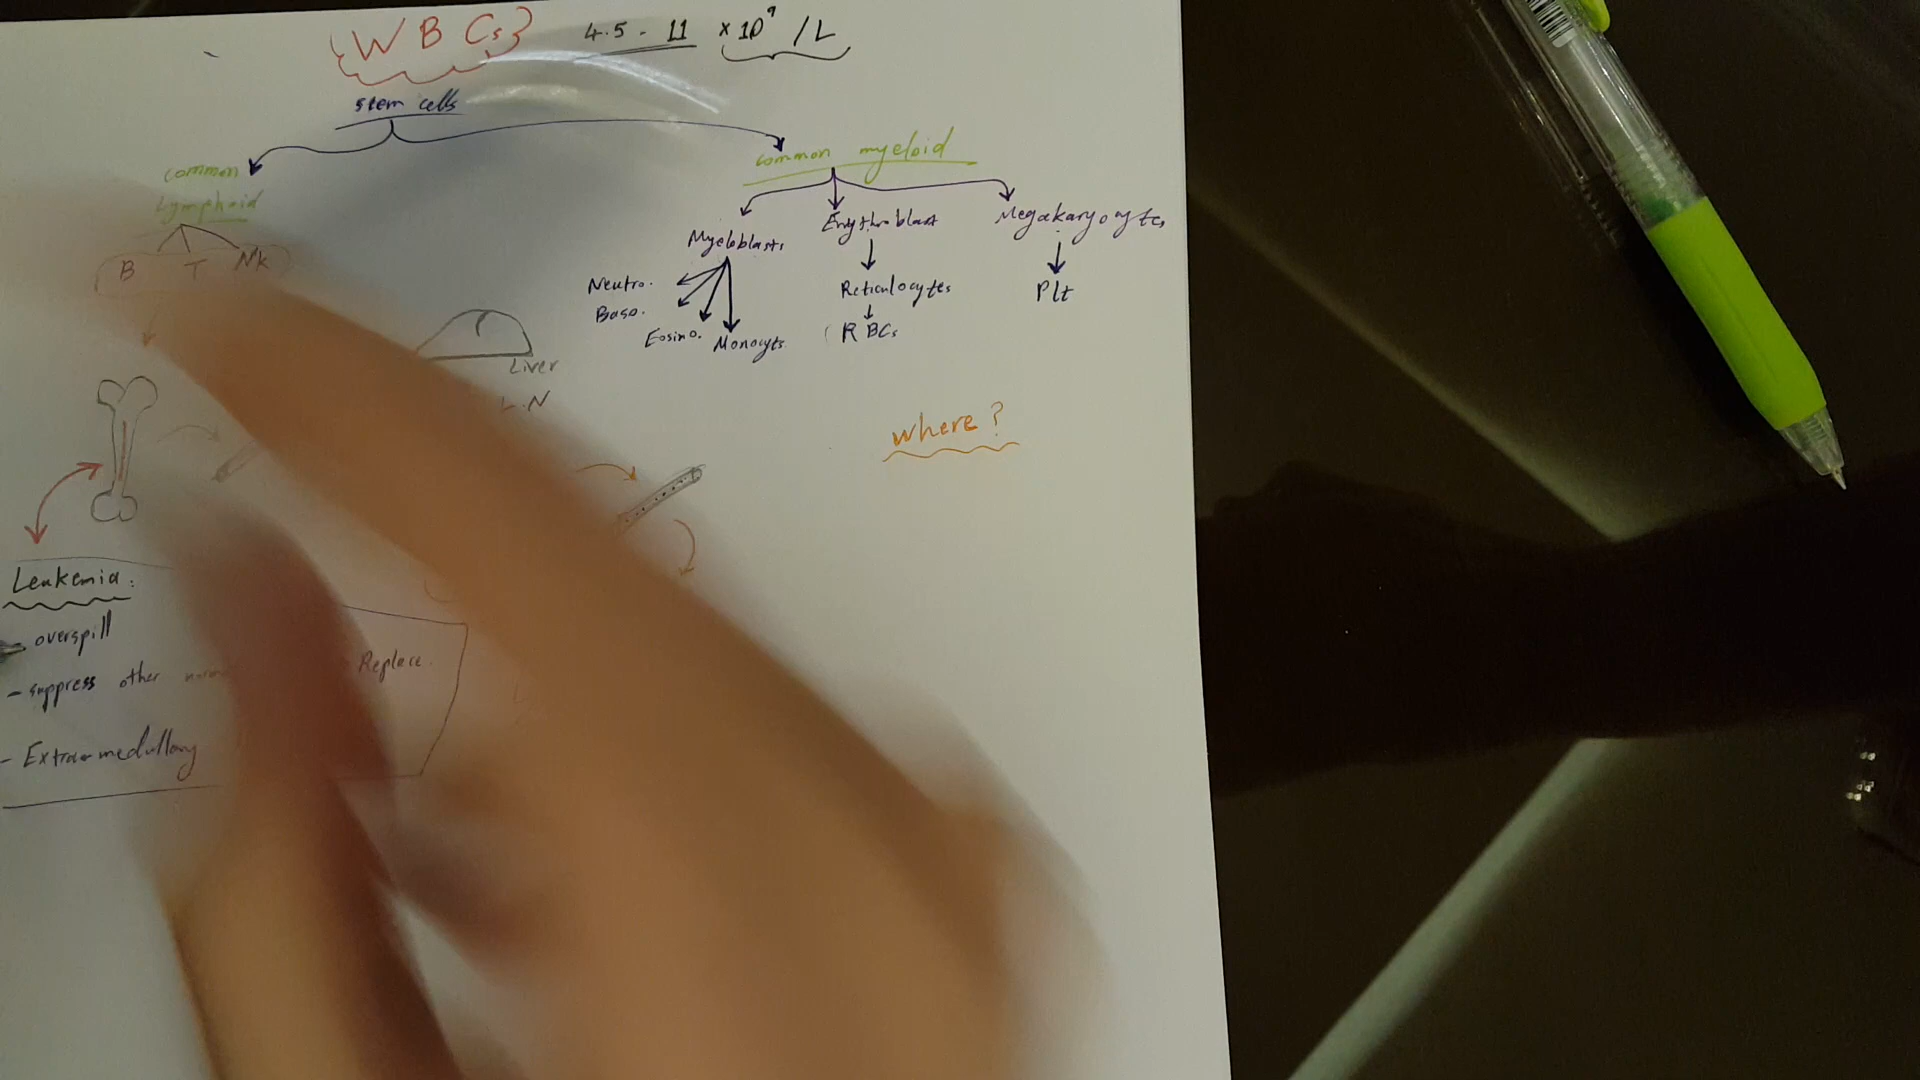 WBCs 4.5 - 11 × 10⁹ / L
stem cells
common
Lymphoid
common myeloid
B T Nk
Myeloblasts
Erythroblast
Megakaryocytes
Neutro.
Baso.
Eosino.
Monocyts.
Reticulocytes
RBCs
Plt
Liver
L.N
where?
Leukemia:
- overspill
- suppress other
- Extramedullary
Replace.